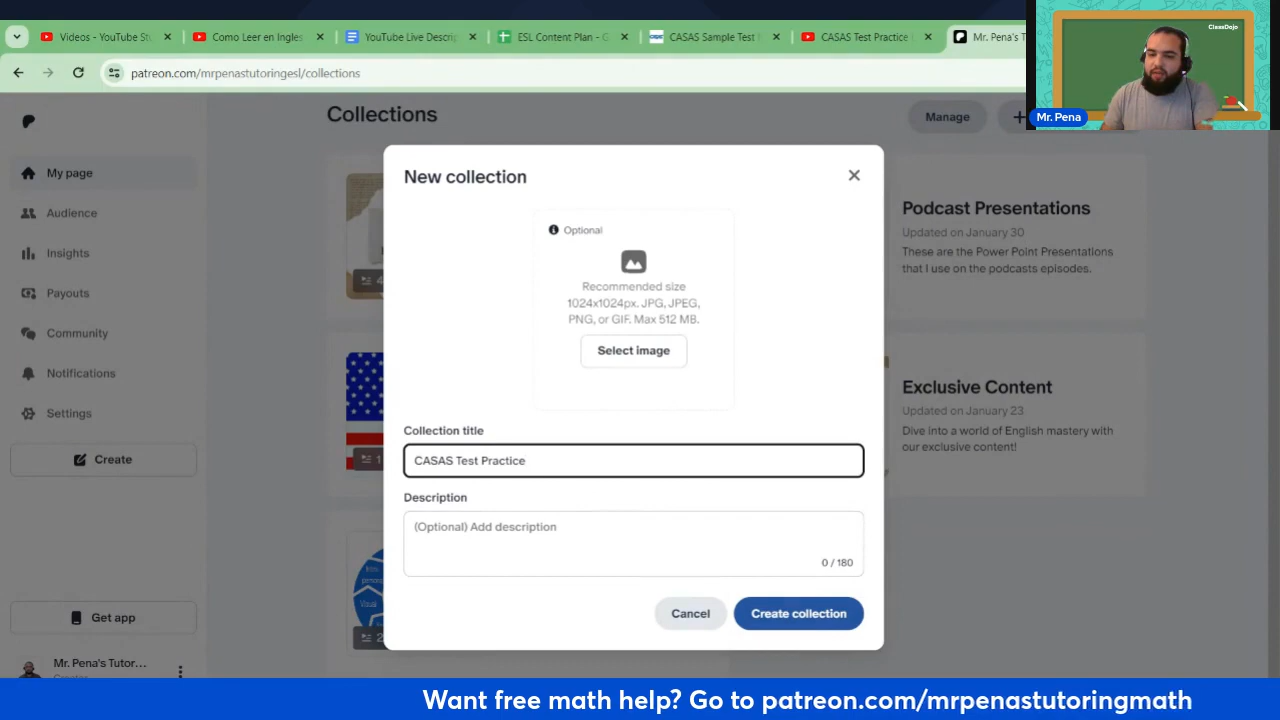 Videos - YouTube Stu
Como Leer en Ingles
YouTube Live Descrip
ESL Content Plan - G
CASAS Sample Test I
CASAS Test Practice
Mr. Pena's T
ClassDojo
patreon.com/mrpenastutoringesl/collections
Mr. Pena
Collections
Manage
My page
Audience
Insights
Payouts
Community
Notifications
Settings
Create
Get app
Mr. Pena's Tutor...
Creator
New collection
Optional
Recommended size
1024x1024px. JPG, JPEG,
PNG, or GIF. Max 512 MB.
Select image
Collection title
CASAS Test Practice
Description
(Optional) Add description
0 / 180
Cancel
Create collection
4
1
2
Podcast Presentations
Updated on January 30
These are the Power Point Presentations
that I use on the podcasts episodes.
Exclusive Content
Updated on January 23
Dive into a world of English mastery with
our exclusive content!
Want free math help? Go to patreon.com/mrpenastutoringmath